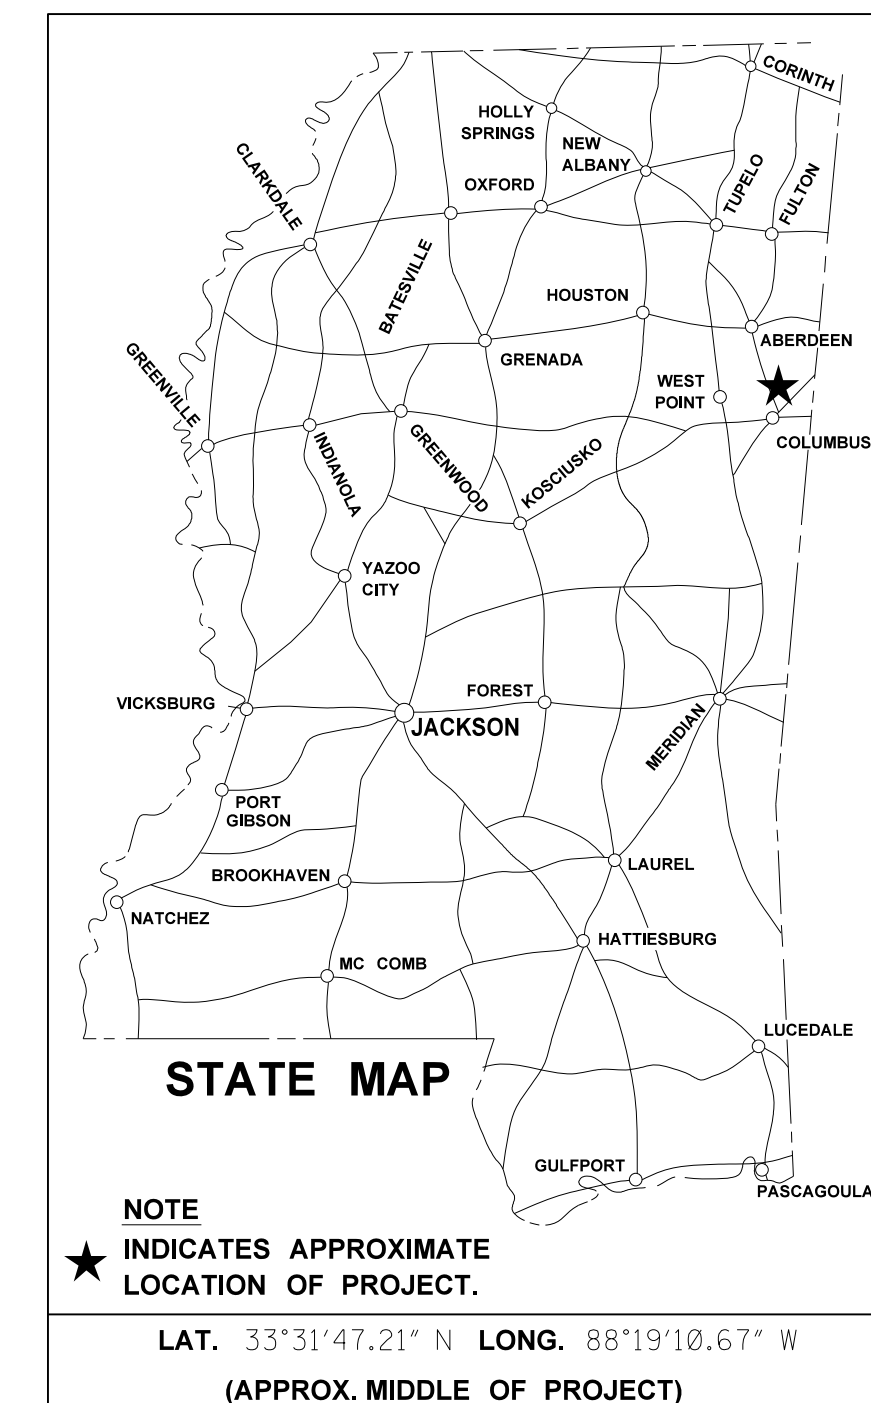 CORINTH
HOLLY
SPRINGS
NEW
ALBANY
CLARKDALE
OXFORD
TUPELO
FULTON
BATESVILLE
HOUSTON
ABERDEEN
GREENVILLE
GRENADA
WEST
POINT
COLUMBUS
INDIANOLA
GREENWOOD
KOSCIUSKO
YAZOO
CITY
VICKSBURG
FOREST
JACKSON
MERIDIAN
PORT
GIBSON
BROOKHAVEN
LAUREL
NATCHEZ
HATTIESBURG
MC COMB
LUCEDALE
STATE MAP
GULFPORT
PASCAGOULA
NOTE
INDICATES APPROXIMATE
LOCATION OF PROJECT.
LAT. 33°31'47.21" N LONG. 88°19'10.67" W
(APPROX. MIDDLE OF PROJECT)